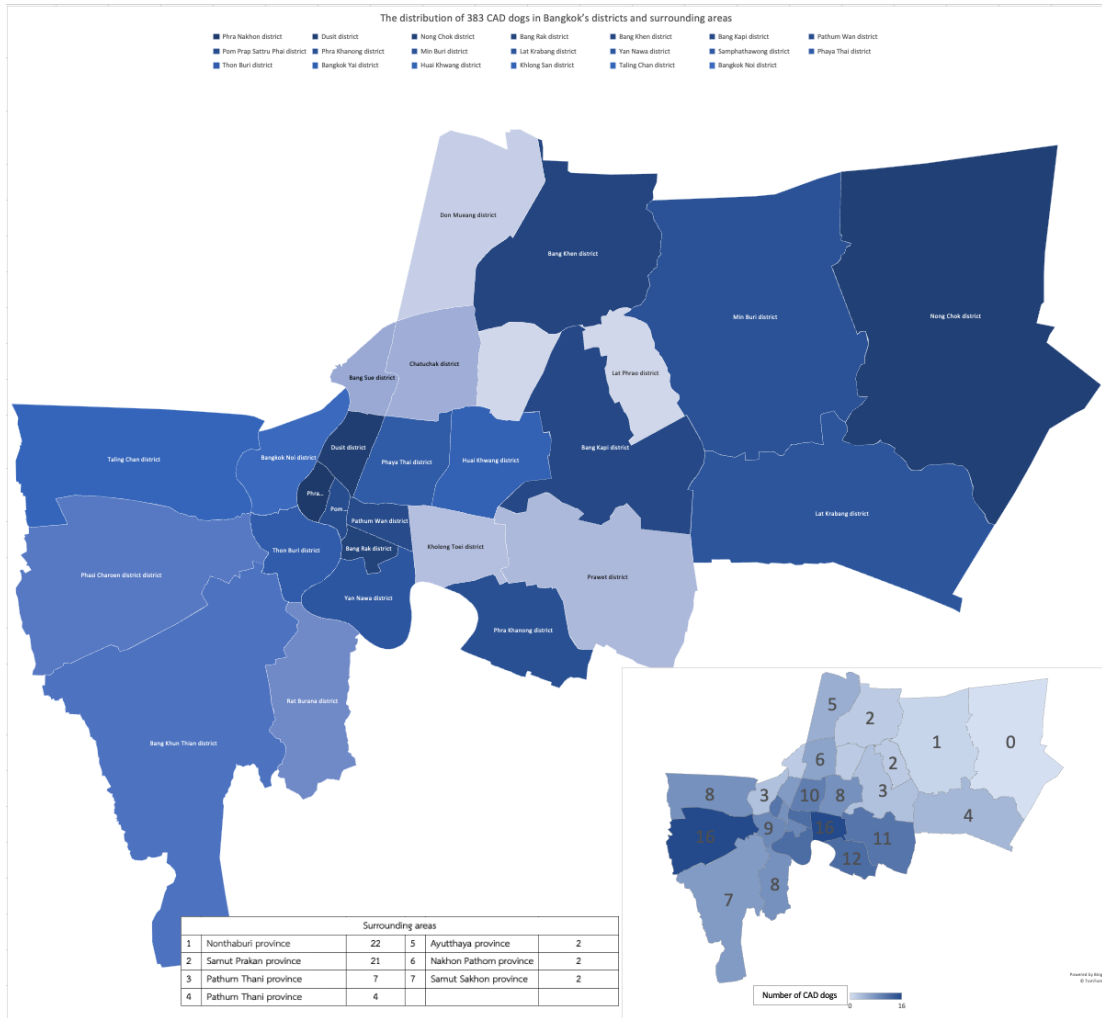 The distribution of 383 CAD dogs in Bangkok's districts and surrounding areas
Phra Nakhon district Dusit district Nong Chok district Bang Rak district Bang Khen district Bang Kapi district Pathum Wan district
Pom Prap Sattru Phai district Phra Khanong district Min Buri district Lat Krabang district Yan Nawa district Samphathawong district Phaya Thai district
Thon Buri district Bangkok Yai district Huai Khwang district Khlong San district Taling Chan district Bangkok Noi district
Don Mueang district
Bang Khen district
Min Buri district
Nong Chok district
Chatuchak district
Bang Sue district
Lat Phrao district
Dusit district
Bang Kapi district
Taling Chan district
Bangkok Noi district
Phaya Thai district
Huai Khwang district
Phra...
Pom...
Lat Krabang district
Pathum Wan district
Thon Buri district
Bang Rak district
Kholong Toei district
Phasi Charoen district district
Prawet district
Yan Nawa district
Phra Khanong district
Rat Burana district
Bang Khun Thian district
5
2
1
0
6
2
8
3
10
8
3
4
16
9
16
11
12
8
7
Surrounding areas
1 Nonthaburi province 22 5 Ayutthaya province 2
2 Samut Prakan province 21 6 Nakhon Pathom province 2
3 Pathum Thani province 7 7 Samut Sakhon province 2
4 Pathum Thani province 4
Number of CAD dogs
0 16
Powered by Bing
© TomTom